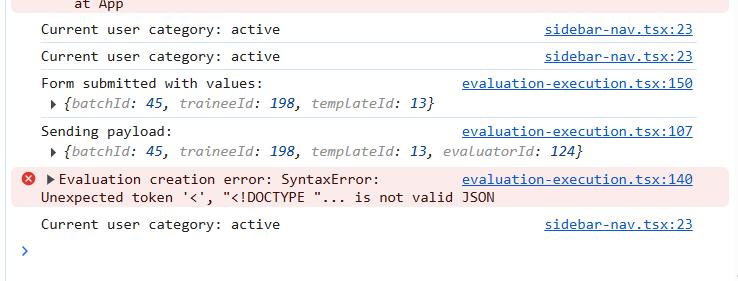 at App
Current user category: active sidebar-nav.tsx:23
Current user category: active sidebar-nav.tsx:23
Form submitted with values: evaluation-execution.tsx:150
{batchId: 45, traineeId: 198, templateId: 13}
Sending payload: evaluation-execution.tsx:107
{batchId: 45, traineeId: 198, templateId: 13, evaluatorId: 124}
Evaluation creation error: SyntaxError: evaluation-execution.tsx:140
Unexpected token '<', "<!DOCTYPE "... is not valid JSON
Current user category: active sidebar-nav.tsx:23